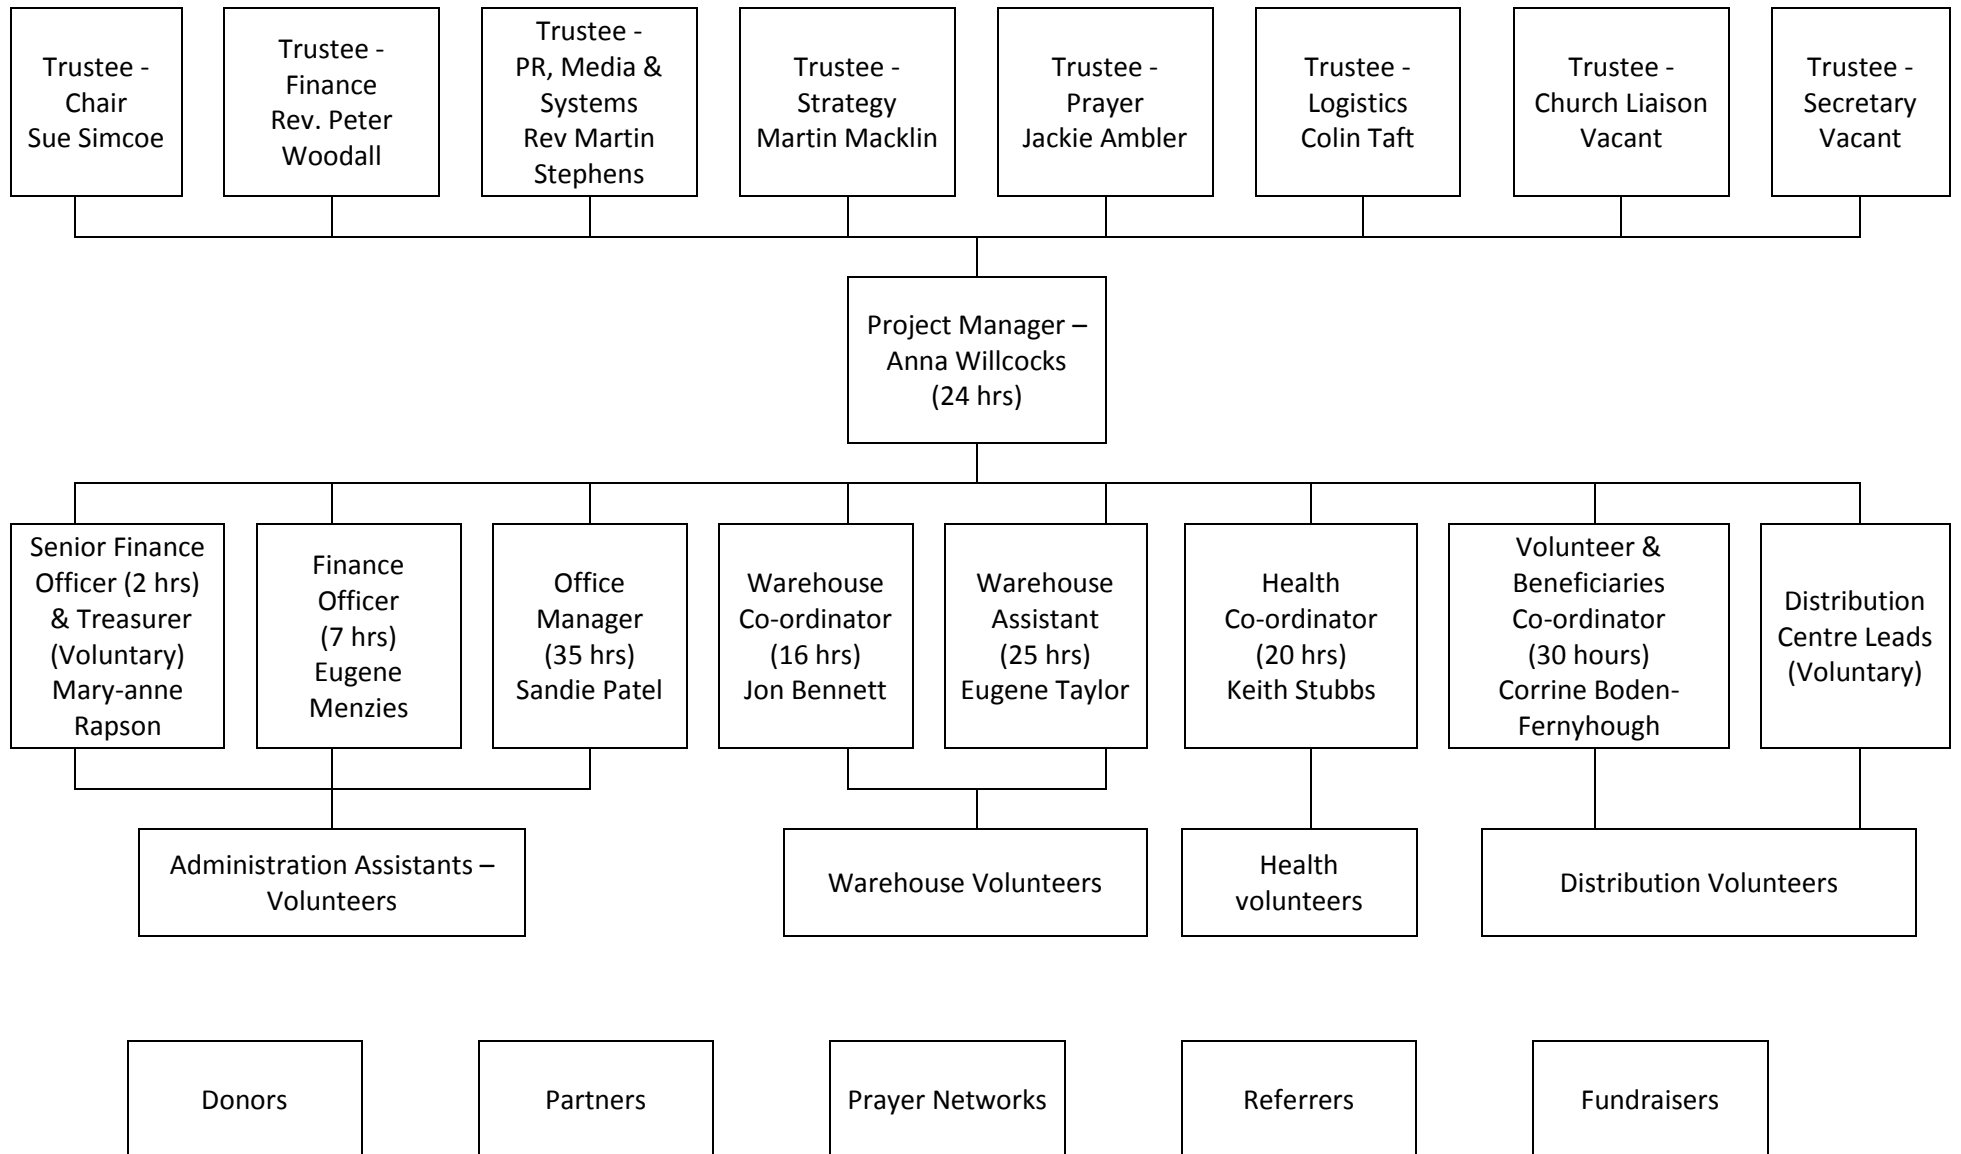 Trustee -
Chair
Sue Simcoe
Trustee -
Finance
Rev. Peter
Woodall
Trustee -
PR, Media &
Systems
Rev Martin
Stephens
Trustee -
Strategy
Martin Macklin
Trustee -
Prayer
Jackie Ambler
Trustee -
Logistics
Colin Taft
Trustee -
Church Liaison
Vacant
Trustee -
Secretary
Vacant
Project Manager –
Anna Willcocks
(24 hrs)
Senior Finance
Officer (2 hrs)
& Treasurer
(Voluntary)
Mary-anne
Rapson
Finance
Officer
(7 hrs)
Eugene
Menzies
Office
Manager
(35 hrs)
Sandie Patel
Warehouse
Co-ordinator
(16 hrs)
Jon Bennett
Warehouse
Assistant
(25 hrs)
Eugene Taylor
Health
Co-ordinator
(20 hrs)
Keith Stubbs
Volunteer &
Beneficiaries
Co-ordinator
(30 hours)
Corrine Boden-
Fernyhough
Distribution
Centre Leads
(Voluntary)
Administration Assistants –
Volunteers
Warehouse Volunteers
Health
volunteers
Distribution Volunteers
Donors
Partners
Prayer Networks
Referrers
Fundraisers